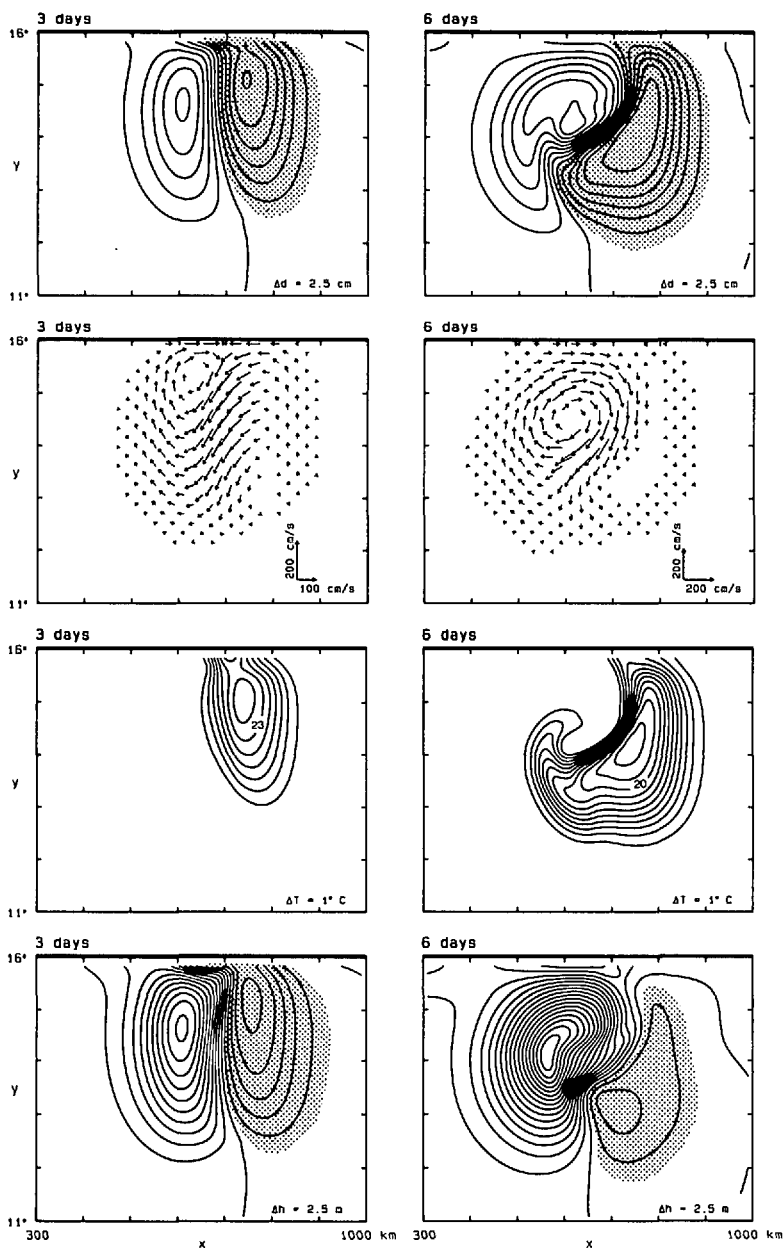 3 days 6 days
16°
y
11°
Δd = 2.5 cm Δd = 2.5 cm
3 days 6 days
16°
y
200 cm/s 200 cm/s
100 cm/s 200 cm/s
11°
3 days 6 days
16°
23
y
20
11°
ΔT = 1° C ΔT = 1° C
3 days 6 days
16°
y
Δh = 2.5 m Δh = 2.5 m
11°
300 1000 300 1000 km
x x